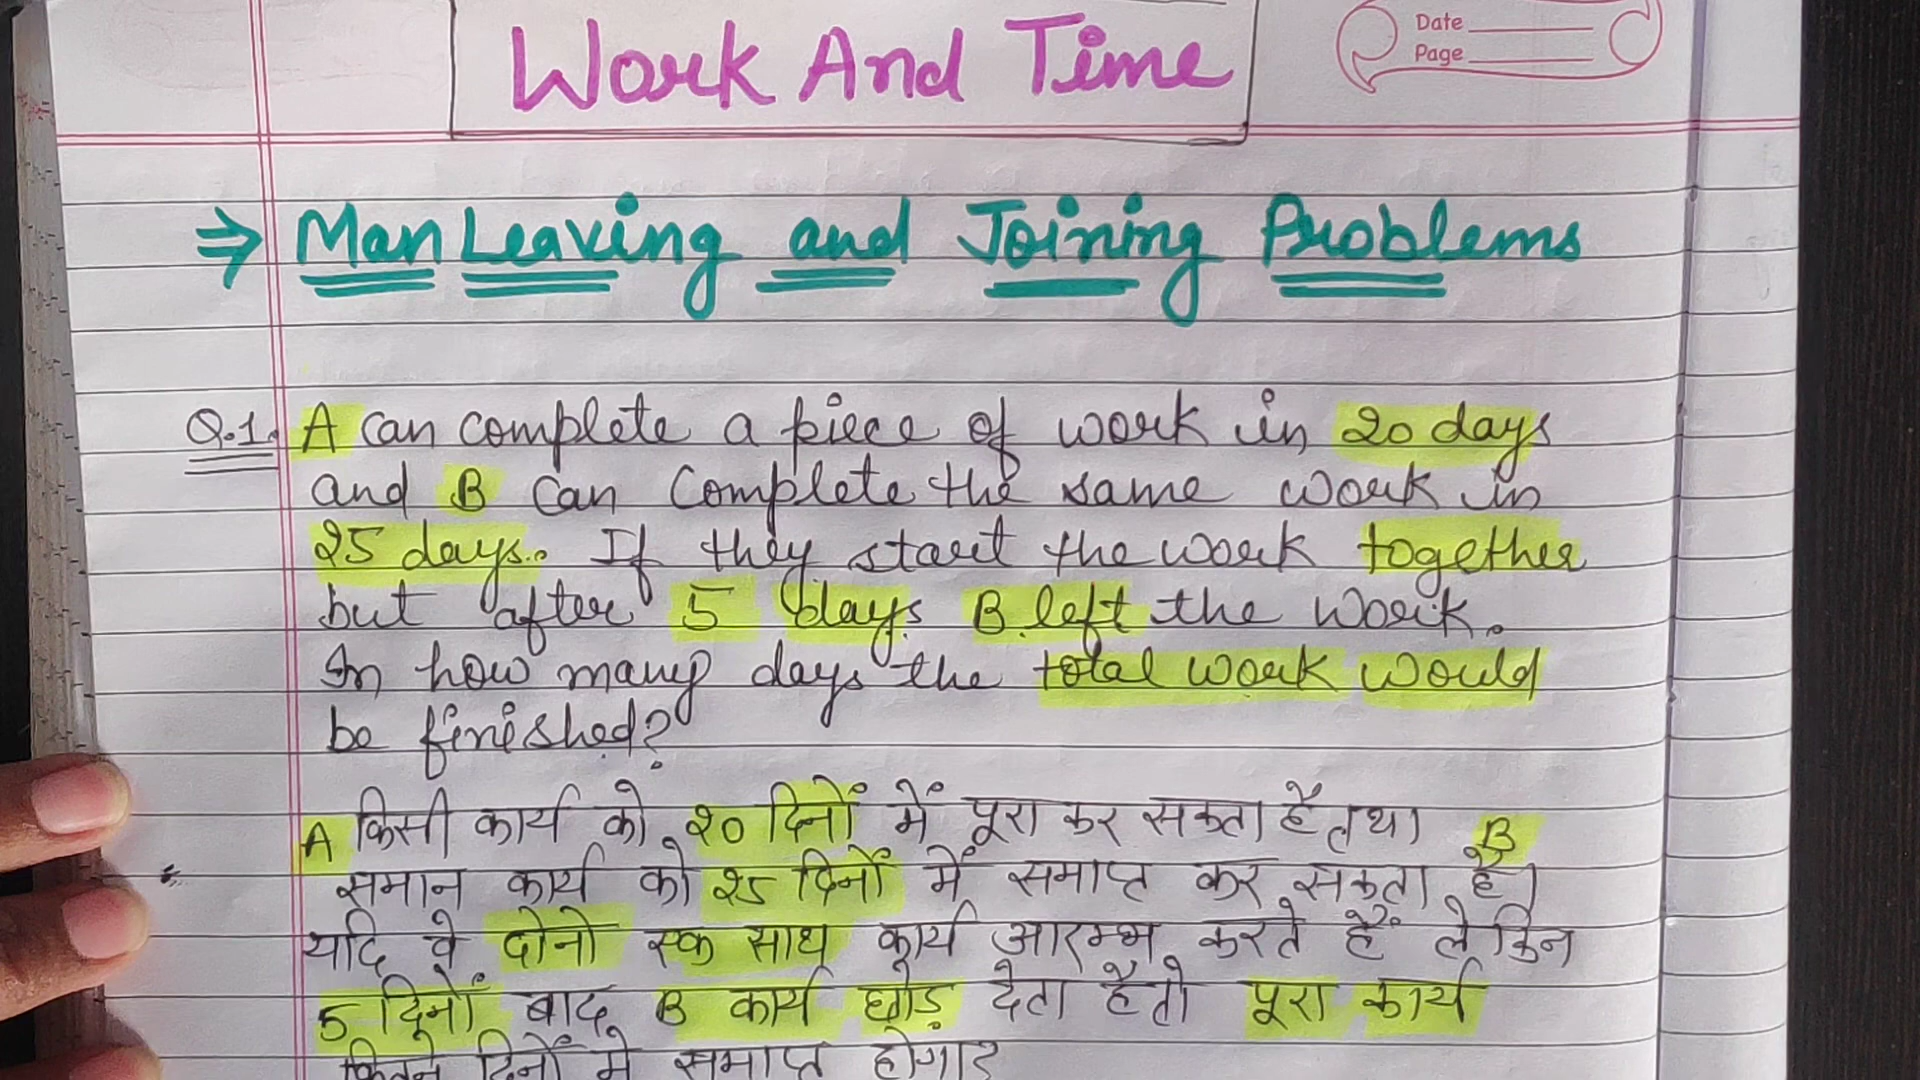 Work And Time
Date
Page
⇒ Man Leaving and Joining Problems
Q.1. A can complete a piece of work in 20 days
and B can complete the same work in
25 days. If they start the work together
but after 5 days B left the work.
In how many days the total work would
be finished?
A किसी कार्य को 20 दिनों में पूरा कर सकता है तथा B
समान कार्य को 25 दिनों में समाप्त कर सकता है।
यदि वे दोनो एक साथ कार्य आरम्भ करते हैं लेकिन
5 दिनों बाद B कार्य छोड़ देता है तो पूरा कार्य
कितने दिनों में समाप्त होगा?